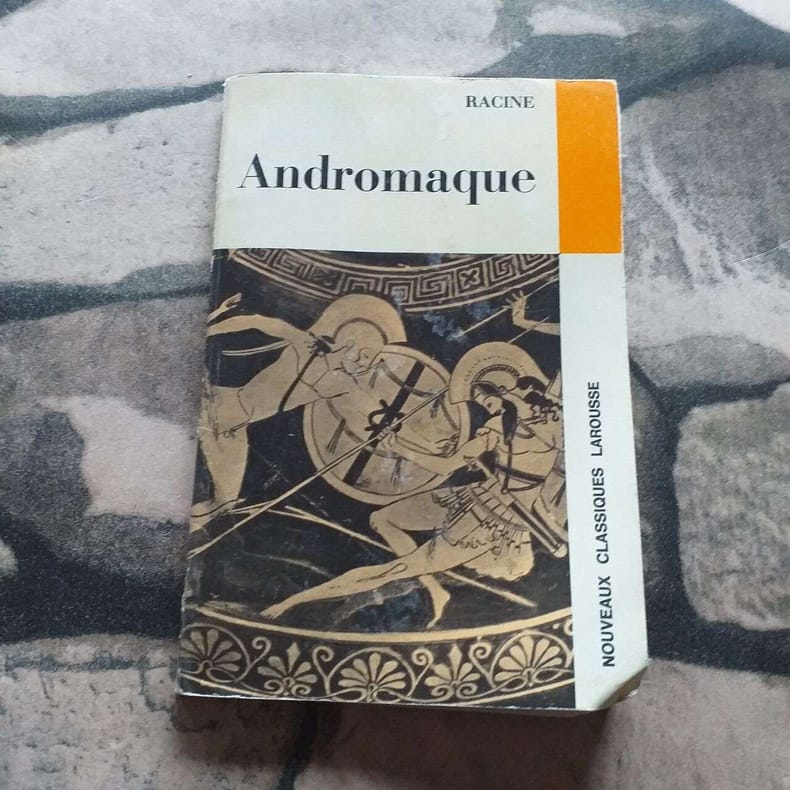 RACINE
Andromaque
NOUVEAUX CLASSIQUES LAROUSSE